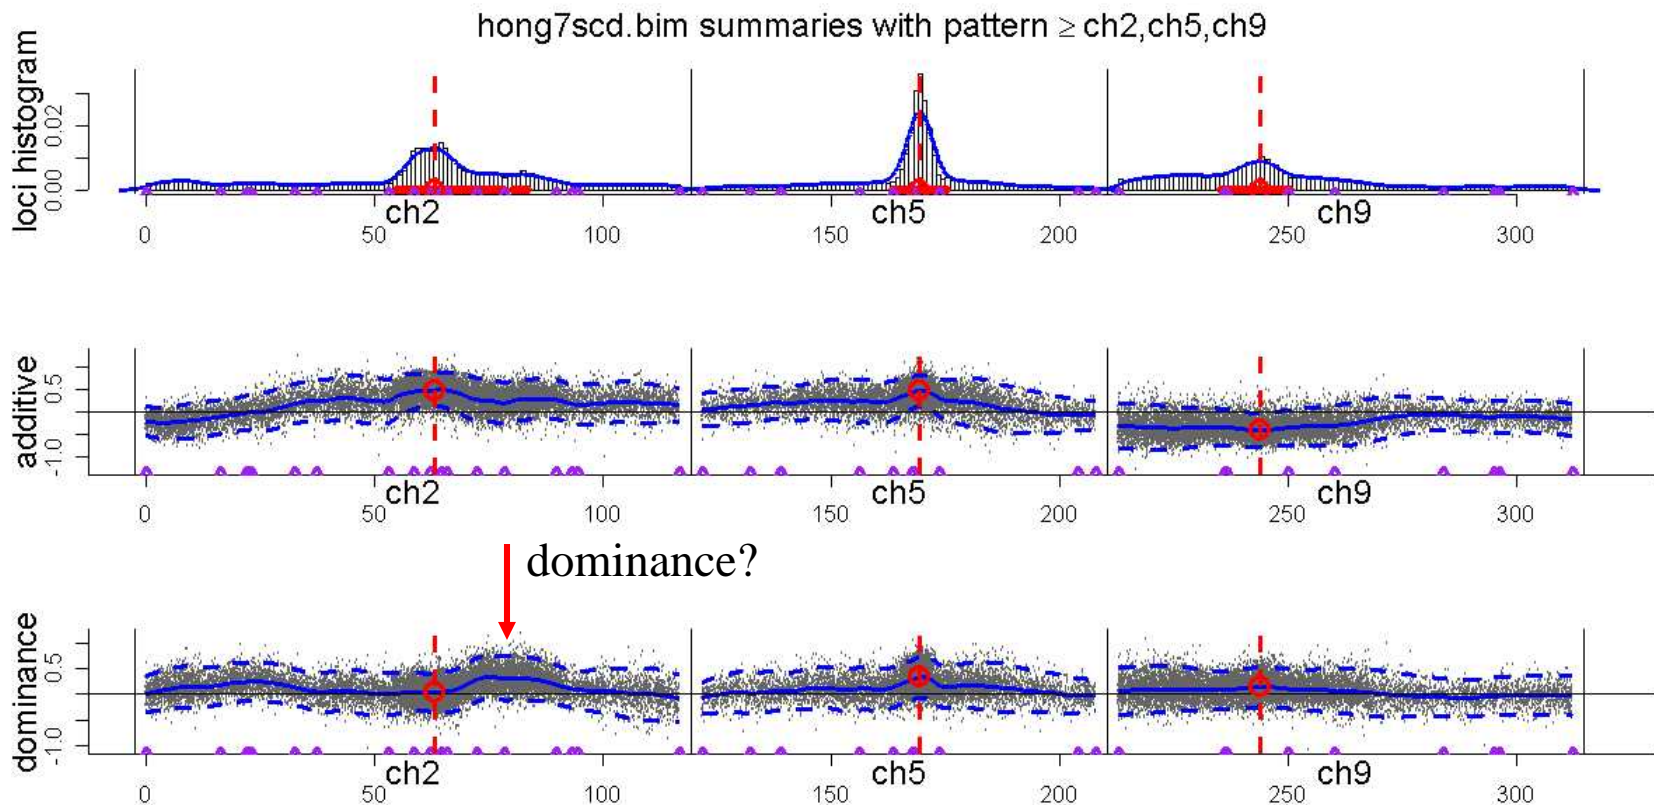 hong7scd.bim summaries with pattern ≥ ch2,ch5,ch9
loci histogram
0.00 0.02
ch2 ch5 ch9
0 50 100 150 200 250 300
additive
-1.0 0.5
ch2 ch5 ch9
0 50 100 150 200 250 300
dominance?
dominance
-1.0 0.5
ch2 ch5 ch9
0 50 100 150 200 250 300